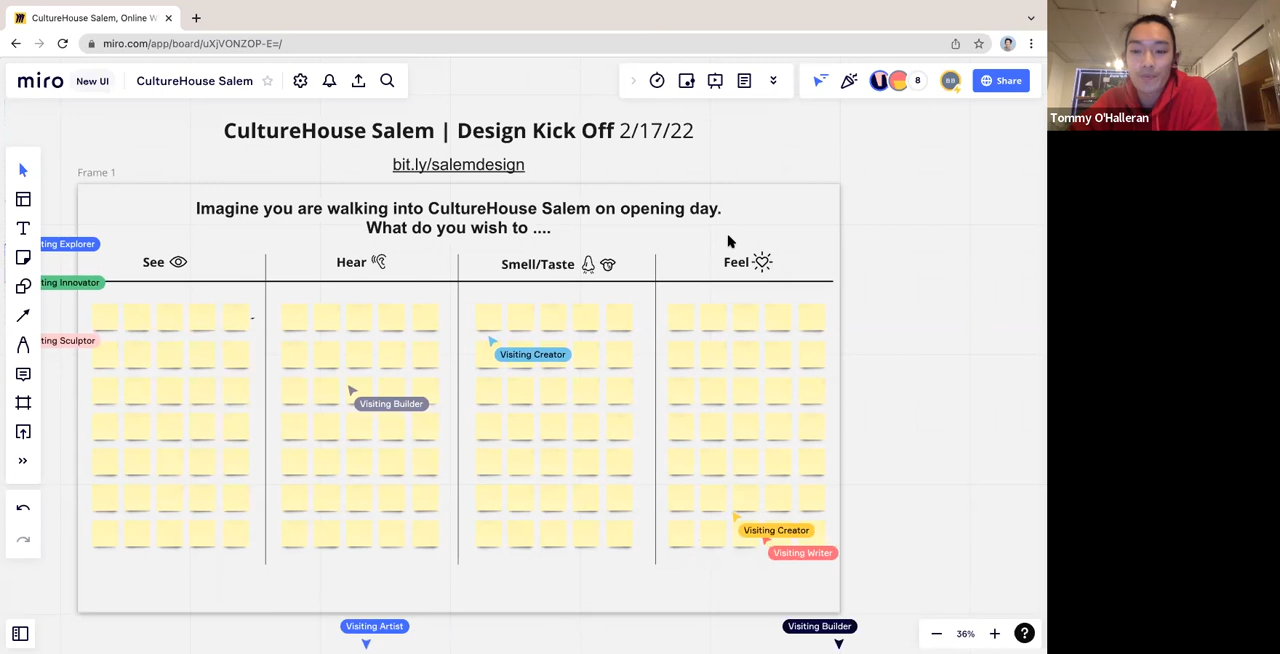 CultureHouse Salem, Online W
miro.com/app/board/uXjVONZOP-E=/
miro
New UI
CultureHouse Salem
8
BB
Share
Tommy O'Halleran
CultureHouse Salem | Design Kick Off 2/17/22
bit.ly/salemdesign
Frame 1
Imagine you are walking into CultureHouse Salem on opening day.
What do you wish to ....
See
Hear
Smell/Taste
Feel
ting Explorer
ting Innovator
ting Sculptor
Visiting Creator
Visiting Builder
Visiting Creator
Visiting Writer
Visiting Artist
Visiting Builder
36%